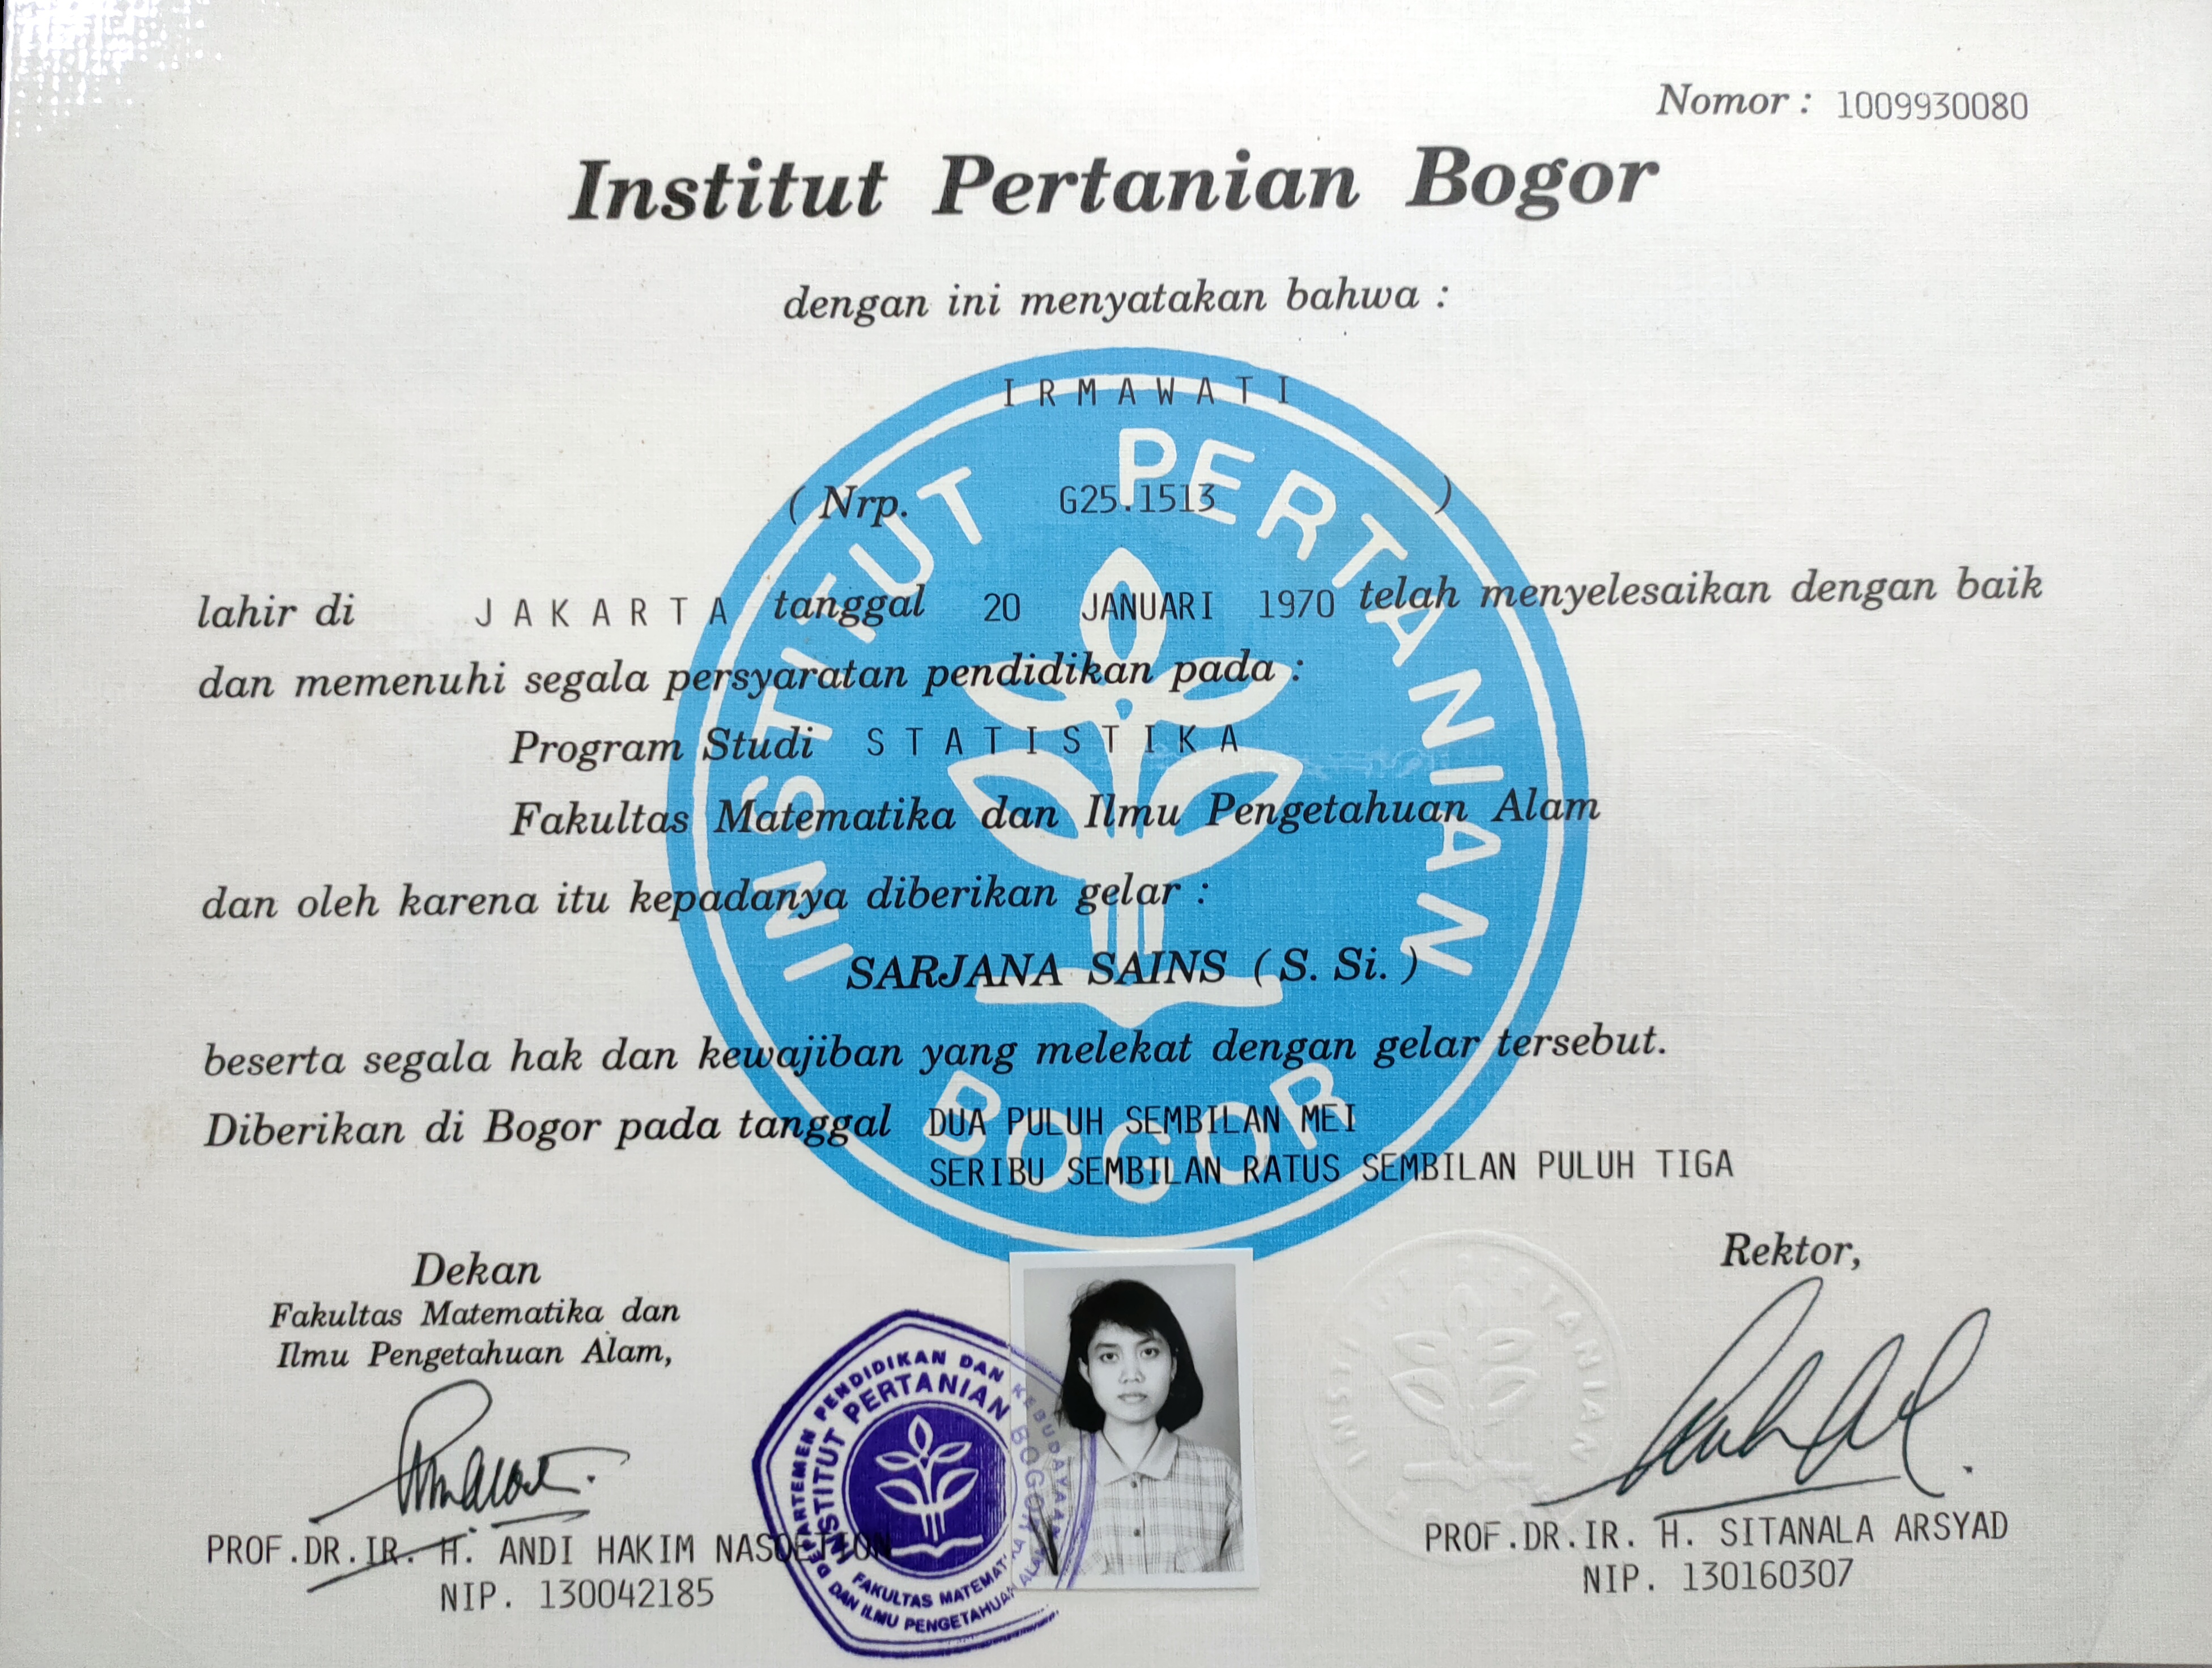 Nomor : 1009930080
Institut Pertanian Bogor
dengan ini menyatakan bahwa :
I R M A W A T I
( Nrp. G25.1513 )
lahir di J A K A R T A tanggal 20 JANUARI 1970 telah menyelesaikan dengan baik
dan memenuhi segala persyaratan pendidikan pada :
Program Studi S T A T I S T I K A
Fakultas Matematika dan Ilmu Pengetahuan Alam
dan oleh karena itu kepadanya diberikan gelar :
SARJANA SAINS ( S. Si. )
beserta segala hak dan kewajiban yang melekat dengan gelar tersebut.
Diberikan di Bogor pada tanggal DUA PULUH SEMBILAN MEI
SERIBU SEMBILAN RATUS SEMBILAN PULUH TIGA
INSTITUT PERTANIAN
BOGOR
Dekan
Fakultas Matematika dan
Ilmu Pengetahuan Alam,
PROF.DR.IR. H. ANDI HAKIM NASOETION
NIP. 130042185
DEPARTEMEN PENDIDIKAN DAN KEBUDAYAAN
INSTITUT PERTANIAN BOGOR
FAKULTAS MATEMATIKA
DAN ILMU PENGETAHUAN ALAM
Rektor,
INSTITUT PERTANIAN
PROF.DR.IR. H. SITANALA ARSYAD
NIP. 130160307